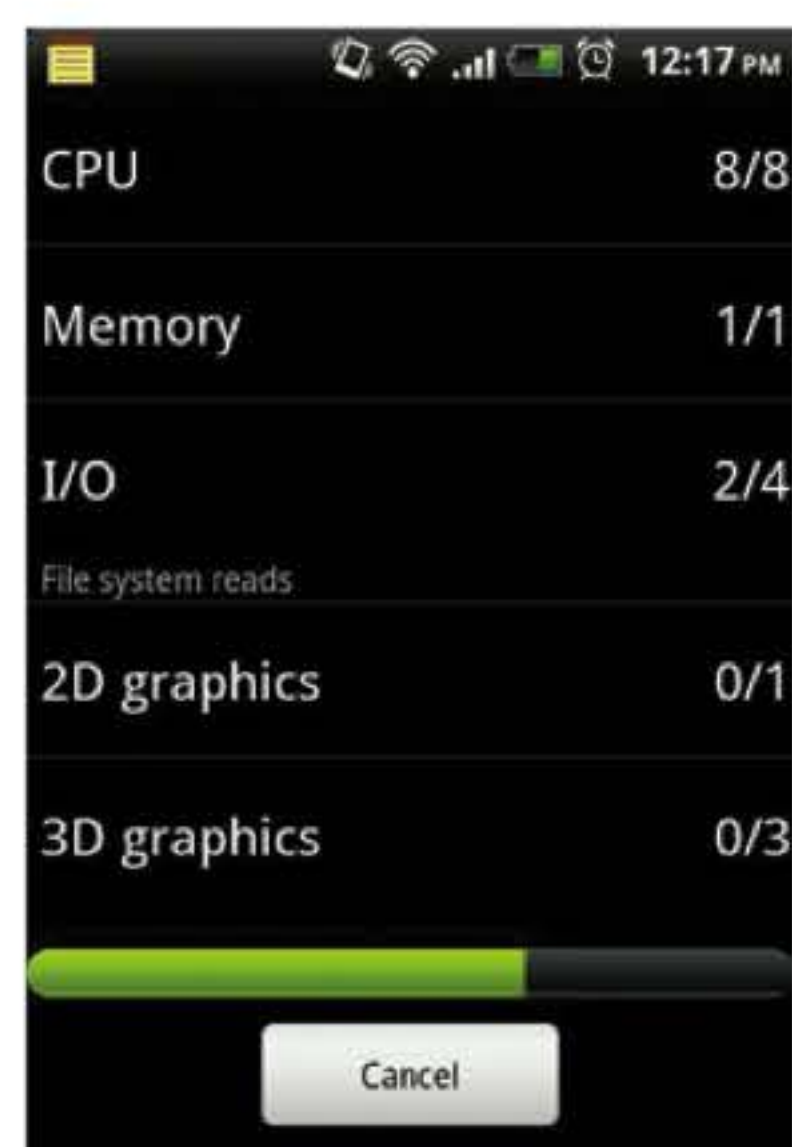 12:17 PM
CPU 8/8
Memory 1/1
I/O 2/4
File system reads
2D graphics 0/1
3D graphics 0/3
Cancel